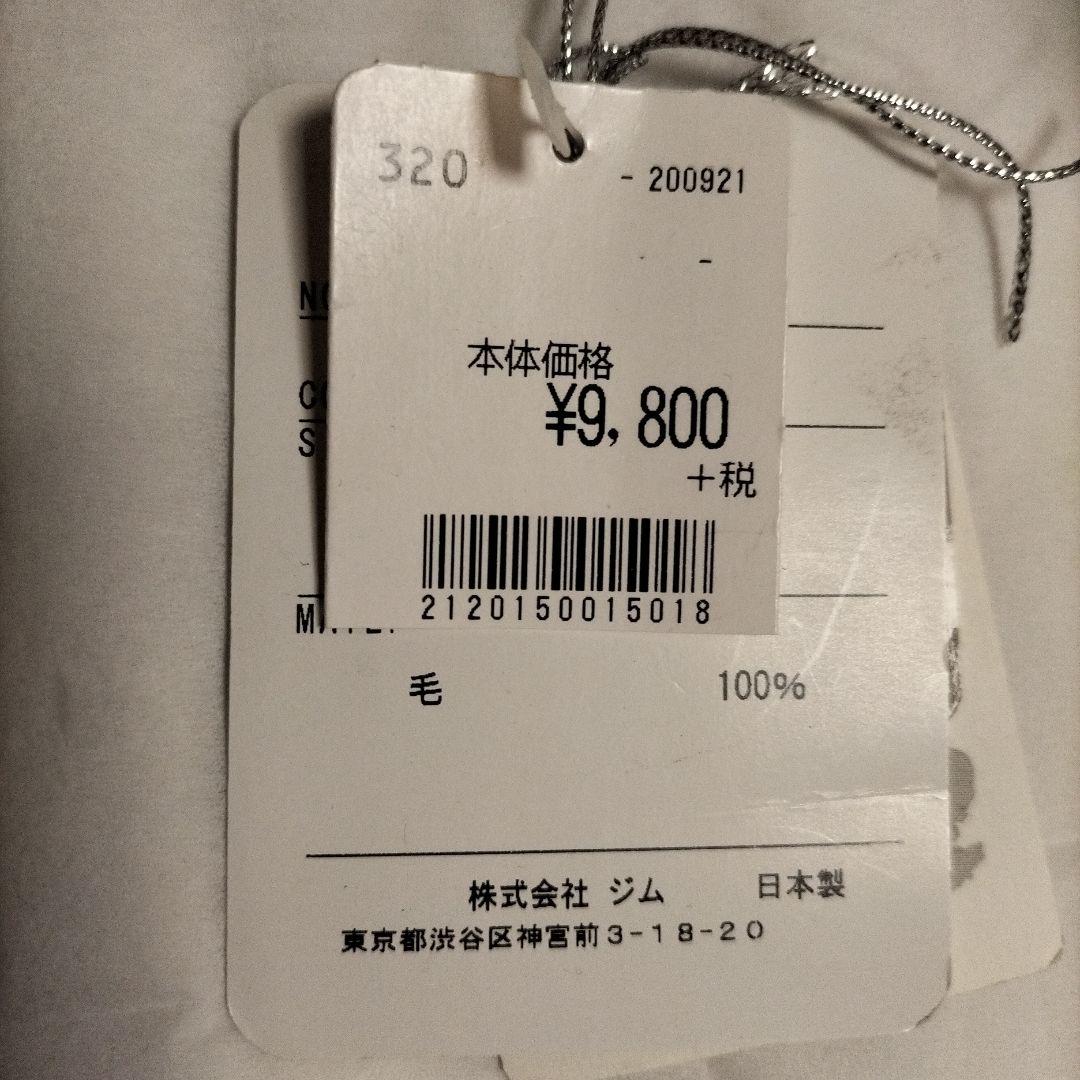 320
- 200921
- -
本体価格
¥9,800
+税
2120150015018
毛 100%
株式会社 ジム 日本製
東京都渋谷区神宮前3-18-20